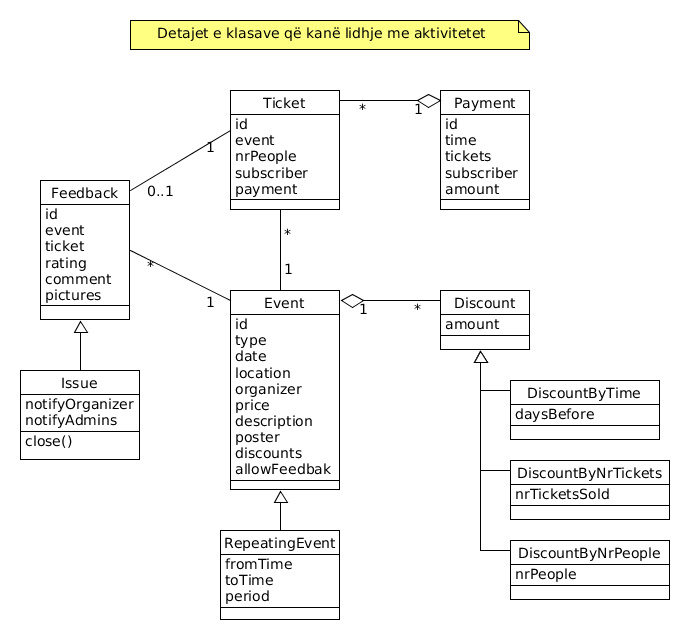 Detajet e klasave që kanë lidhje me aktivitetet
Ticket
id
event
nrPeople
subscriber
payment
*
1
Payment
id
time
tickets
subscriber
amount
1
0..1
Feedback
id
event
ticket
rating
comment
pictures
*
1
*
1
Event
id
type
date
location
organizer
price
description
poster
discounts
allowFeedbak
1
*
Discount
amount
Issue
notifyOrganizer
notifyAdmins
close()
DiscountByTime
daysBefore
DiscountByNrTickets
nrTicketsSold
DiscountByNrPeople
nrPeople
RepeatingEvent
fromTime
toTime
period